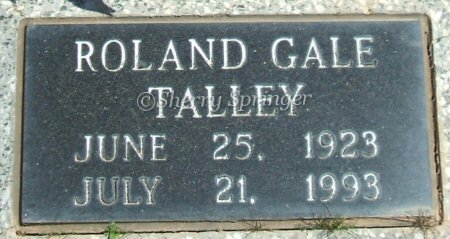 ROLAND GALE
©Sherry Springer
TALLEY
JUNE 25, 1923
JULY 21, 1993